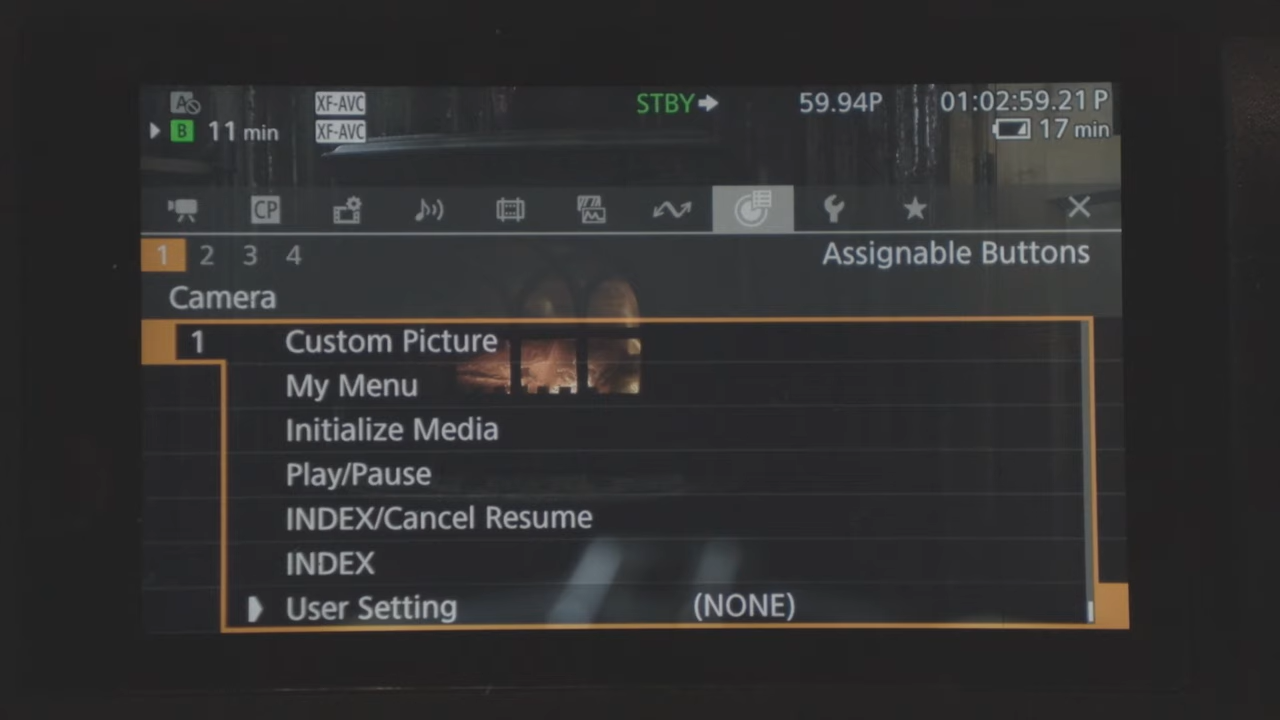 A XF-AVC STBY 59.94P 01:02:59.21 P
B 11 min XF-AVC 17 min
CP
1 2 3 4 Assignable Buttons
Camera
1 Custom Picture
My Menu
Initialize Media
Play/Pause
INDEX/Cancel Resume
INDEX
User Setting (NONE)